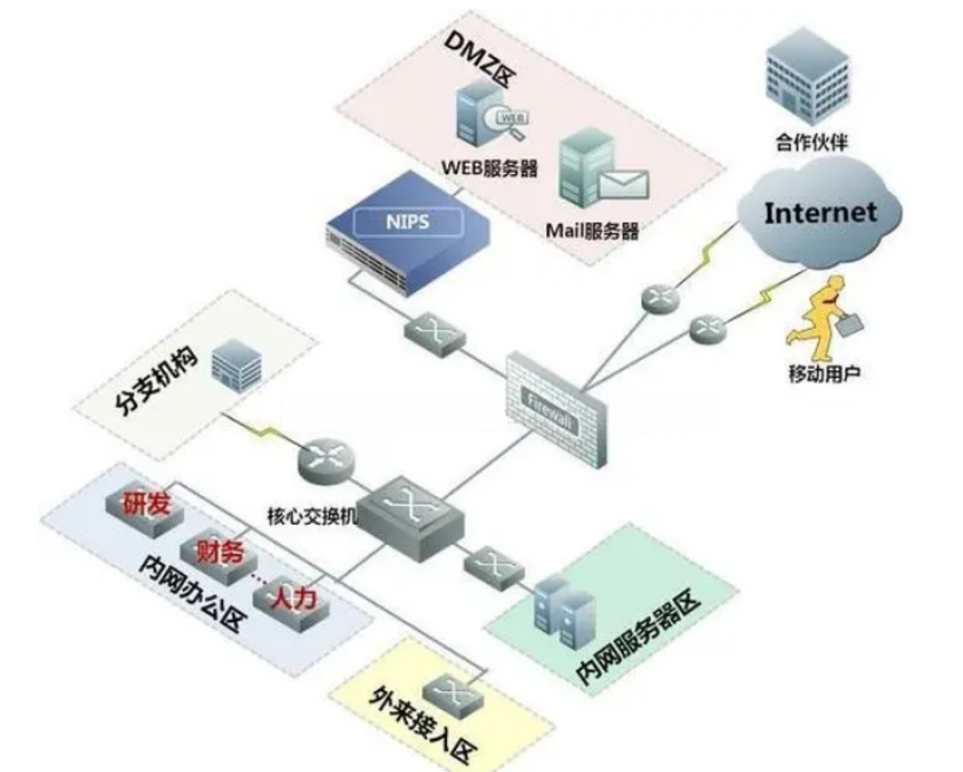 DMZ区
WEB
WEB服务器
Mail服务器
合作伙伴
Internet
移动用户
NIPS
Firewall
分支机构
核心交换机
研发
财务
人力
内网办公区
内网服务器区
外来接入区